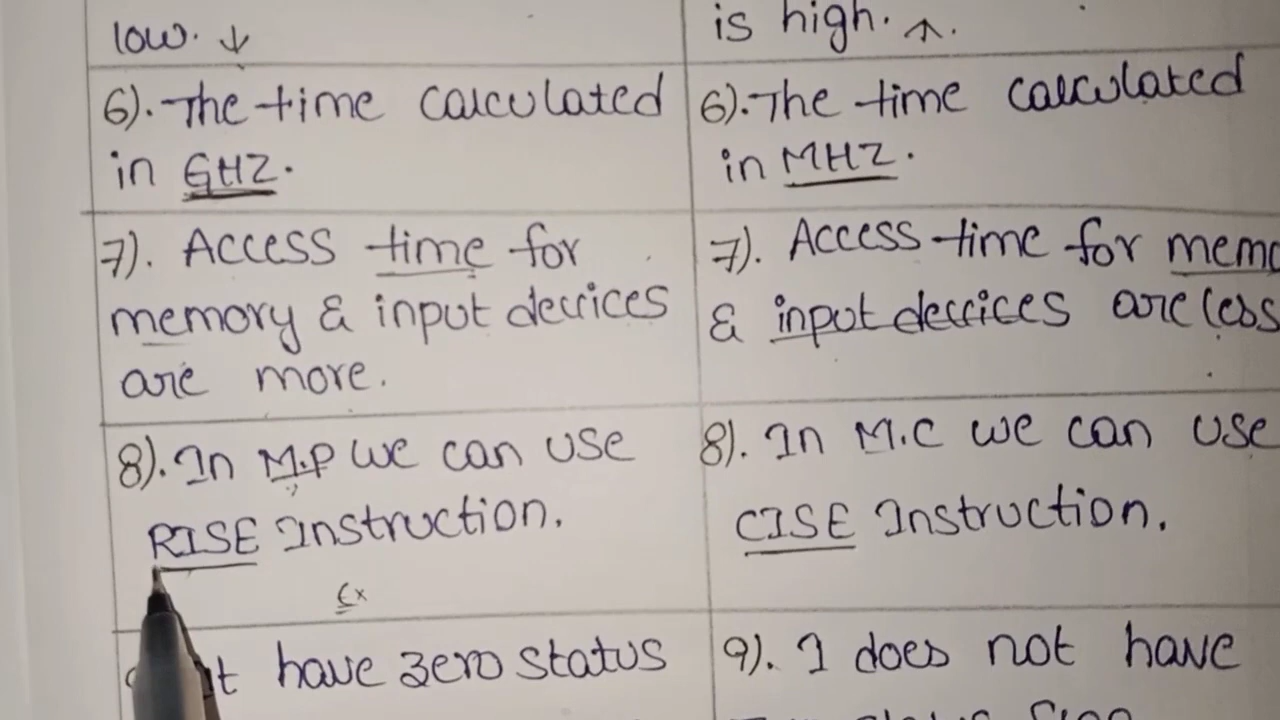 low. ↓
6). The time calculated
in GHZ.
7). Access time for
memory & input devices
are more.
8). In M.P we can use
RISE Instruction.
Ex
It have zero status
is high. ↑.
6). The time calculated
in MHZ.
7). Access time for memo
& input devices are less
8). In M.C we can use
CISE Instruction.
9). I does not have